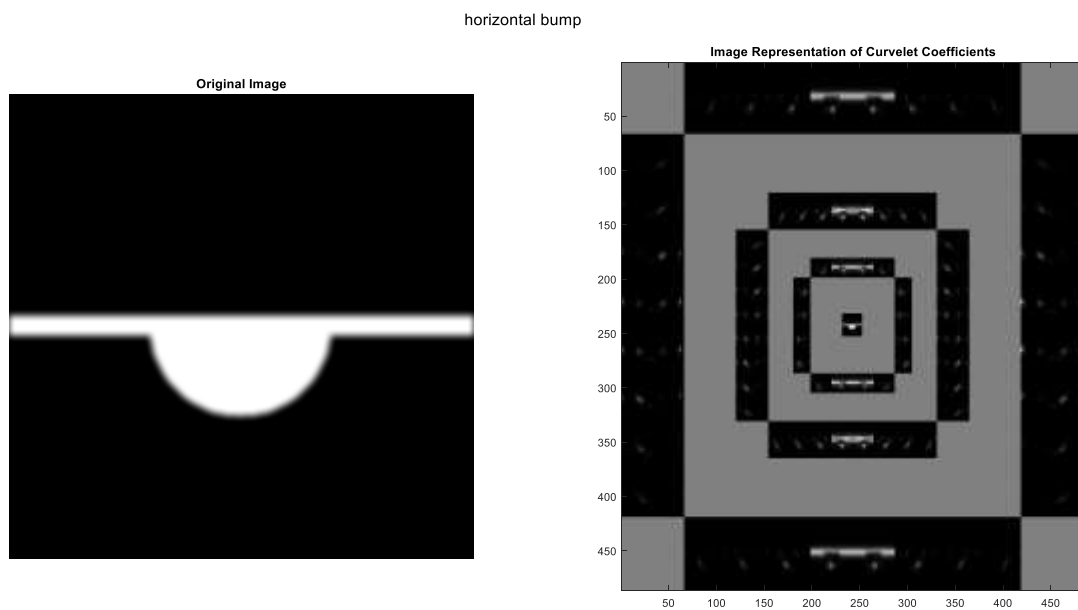 horizontal bump
Original Image
Image Representation of Curvelet Coefficients
50
100
150
200
250
300
350
400
450
50 100 150 200 250 300 350 400 450